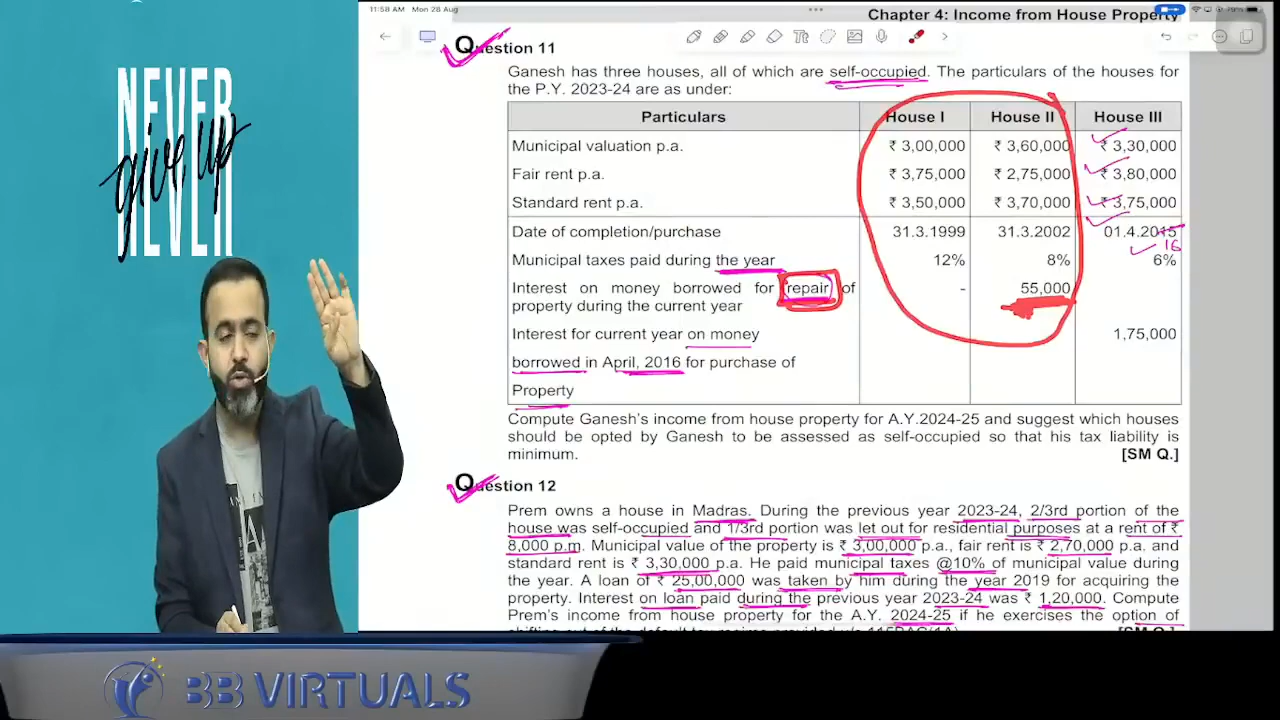 11:58 AM Mon 28 Aug
79%
Chapter 4: Income from House Property
NEVER
give up
NEVER
Question 11
Ganesh has three houses, all of which are self-occupied. The particulars of the houses for
the P.Y. 2023-24 are as under:
Particulars House I House II House III
Municipal valuation p.a. ₹ 3,00,000 ₹ 3,60,000 ₹ 3,30,000
Fair rent p.a. ₹ 3,75,000 ₹ 2,75,000 ₹ 3,80,000
Standard rent p.a. ₹ 3,50,000 ₹ 3,70,000 ₹ 3,75,000
Date of completion/purchase 31.3.1999 31.3.2002 01.4.2015
16
Municipal taxes paid during the year 12% 8% 6%
Interest on money borrowed for repair of - 55,000
property during the current year
Interest for current year on money 1,75,000
borrowed in April, 2016 for purchase of
Property
Compute Ganesh's income from house property for A.Y.2024-25 and suggest which houses
should be opted by Ganesh to be assessed as self-occupied so that his tax liability is
minimum. [SM Q.]
Question 12
Prem owns a house in Madras. During the previous year 2023-24, 2/3rd portion of the
house was self-occupied and 1/3rd portion was let out for residential purposes at a rent of ₹
8,000 p.m. Municipal value of the property is ₹ 3,00,000 p.a., fair rent is ₹ 2,70,000 p.a. and
standard rent is ₹ 3,30,000 p.a. He paid municipal taxes @10% of municipal value during
the year. A loan of ₹ 25,00,000 was taken by him during the year 2019 for acquiring the
property. Interest on loan paid during the previous year 2023-24 was ₹ 1,20,000. Compute
Prem's income from house property for the A.Y. 2024-25 if he exercises the option of
shifting out of the default tax regime provided u/s 115BAC(1A)
[SM Q.]
BB VIRTUALS